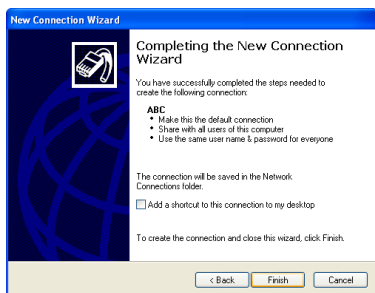 New Connection Wizard
Completing the New Connection
Wizard
You have successfully completed the steps needed to
create the following connection:
ABC
• Make this the default connection
• Share with all users of this computer
• Use the same user name & password for everyone
The connection will be saved in the Network
Connections folder.
Add a shortcut to this connection to my desktop
To create the connection and close this wizard, click Finish.
< Back Finish Cancel